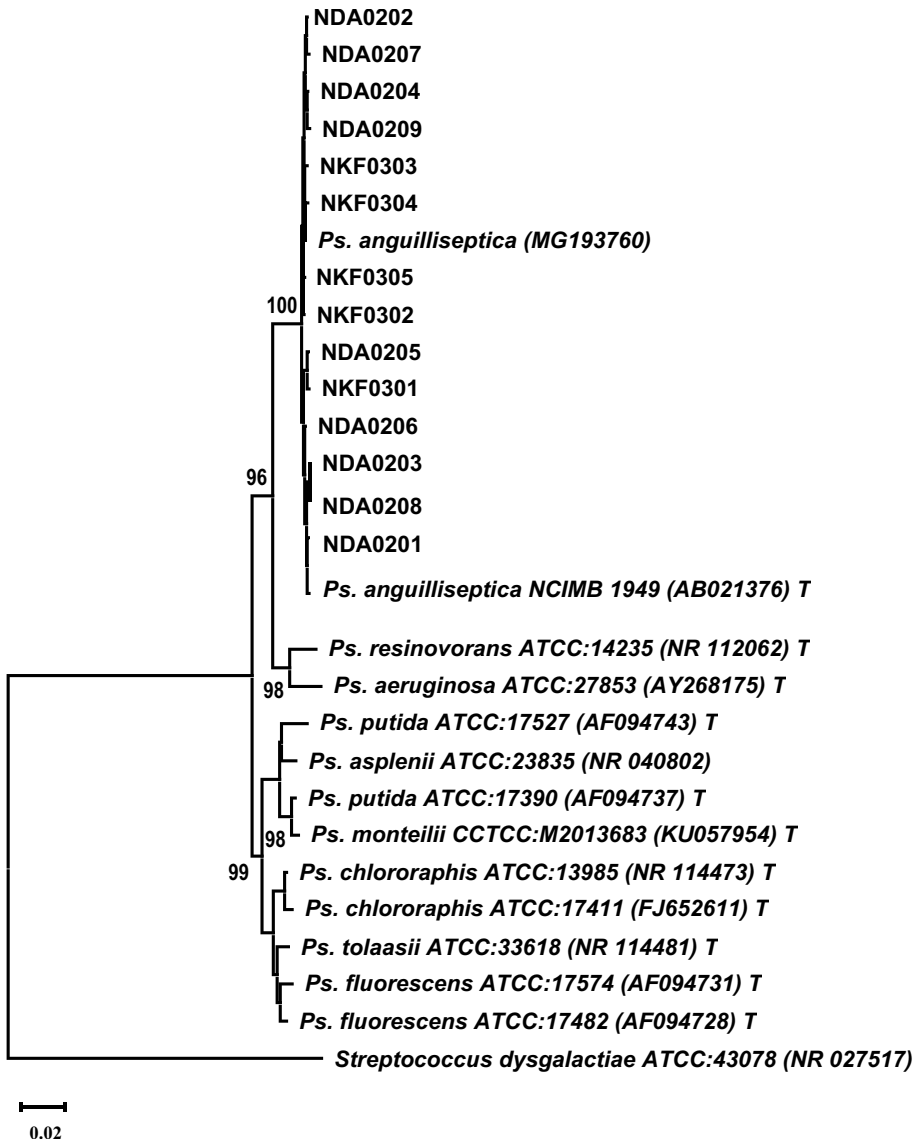 NDA0202
NDA0207
NDA0204
NDA0209
NKF0303
NKF0304
Ps. anguilliseptica (MG193760)
NKF0305
NKF0302
100
NDA0205
NKF0301
NDA0206
NDA0203
96
NDA0208
NDA0201
Ps. anguilliseptica NCIMB 1949 (AB021376) T
Ps. resinovorans ATCC:14235 (NR 112062) T
Ps. aeruginosa ATCC:27853 (AY268175) T
98
Ps. putida ATCC:17527 (AF094743) T
Ps. asplenii ATCC:23835 (NR 040802)
Ps. putida ATCC:17390 (AF094737) T
Ps. monteilii CCTCC:M2013683 (KU057954) T
98
99
Ps. chlororaphis ATCC:13985 (NR 114473) T
Ps. chlororaphis ATCC:17411 (FJ652611) T
Ps. tolaasii ATCC:33618 (NR 114481) T
Ps. fluorescens ATCC:17574 (AF094731) T
Ps. fluorescens ATCC:17482 (AF094728) T
Streptococcus dysgalactiae ATCC:43078 (NR 027517)
0.02